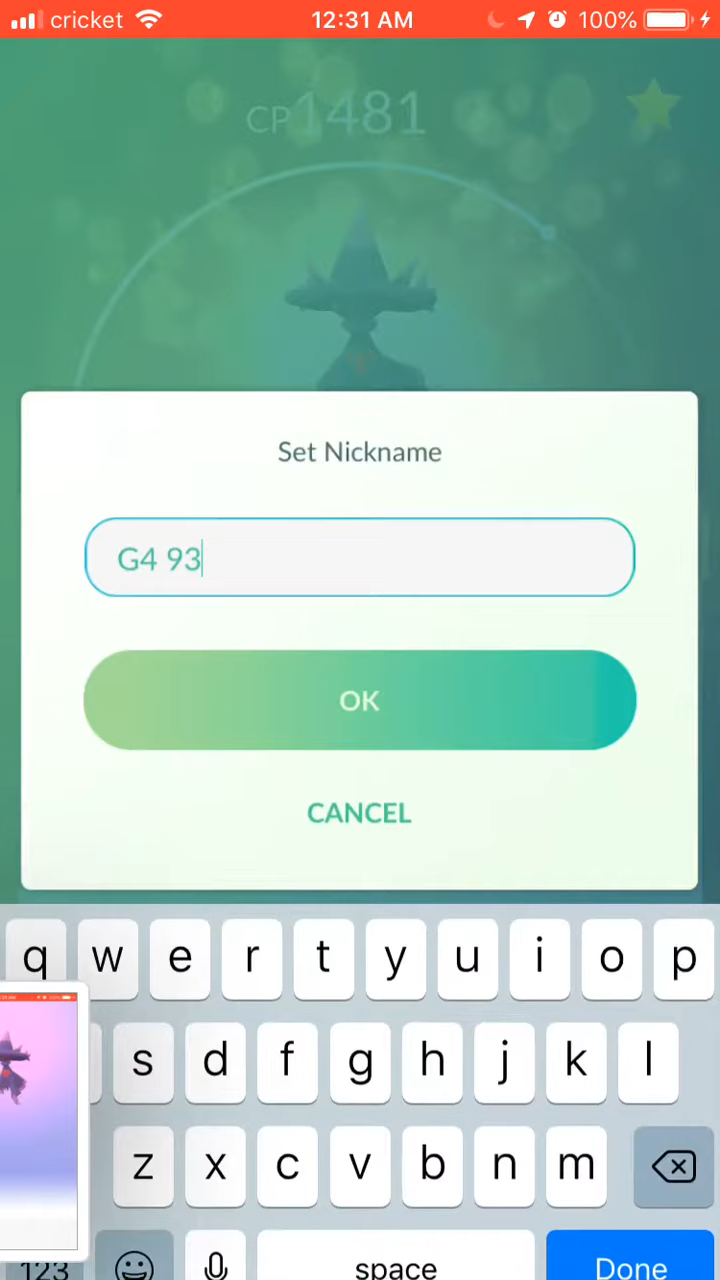 cricket 12:31 AM 100%
CP1481
Set Nickname
G4 93
OK
CANCEL
q w e r t y u i o p
s d f g h j k l
z x c v b n m
123 space Done